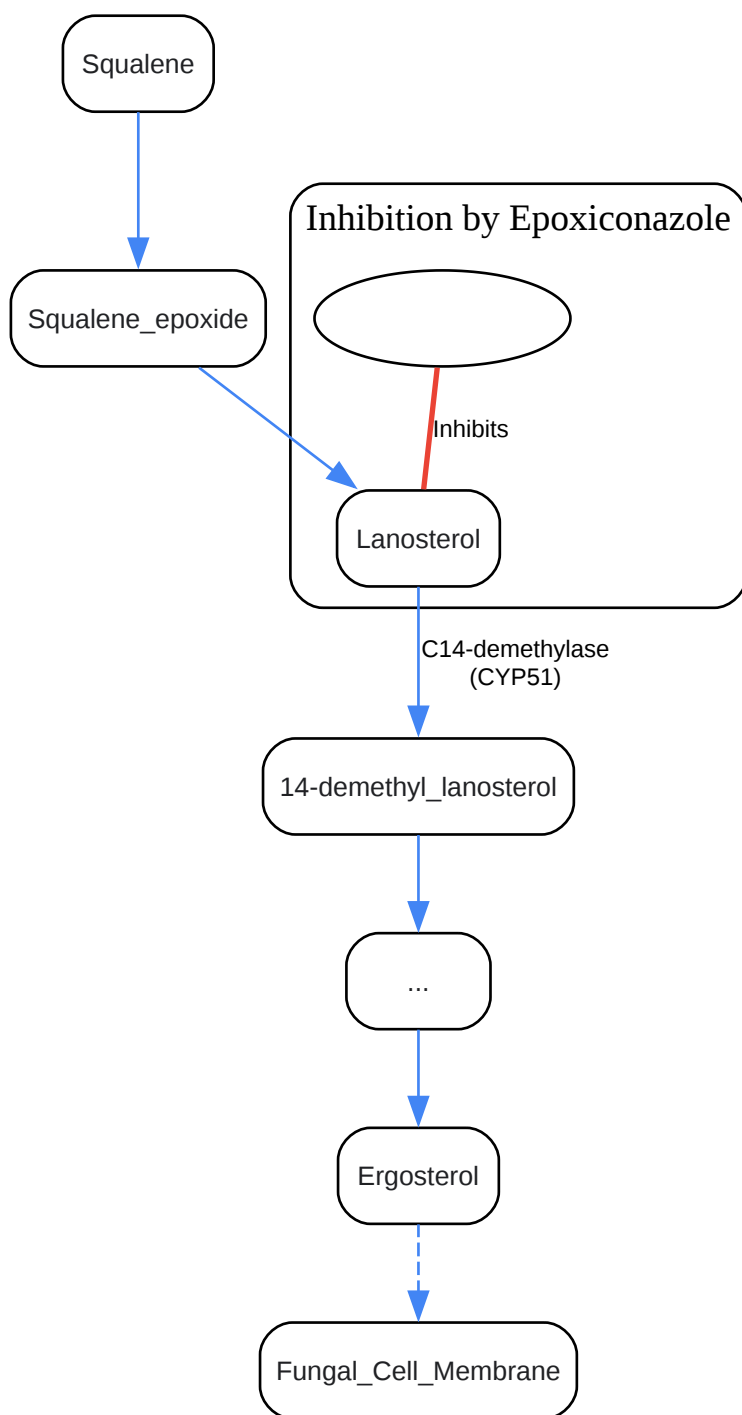 Squalene
Inhibition by Epoxiconazole
Squalene_epoxide
Inhibits
Lanosterol
C14-demethylase
(CYP51)
14-demethyl_lanosterol
...
Ergosterol
Fungal_Cell_Membrane